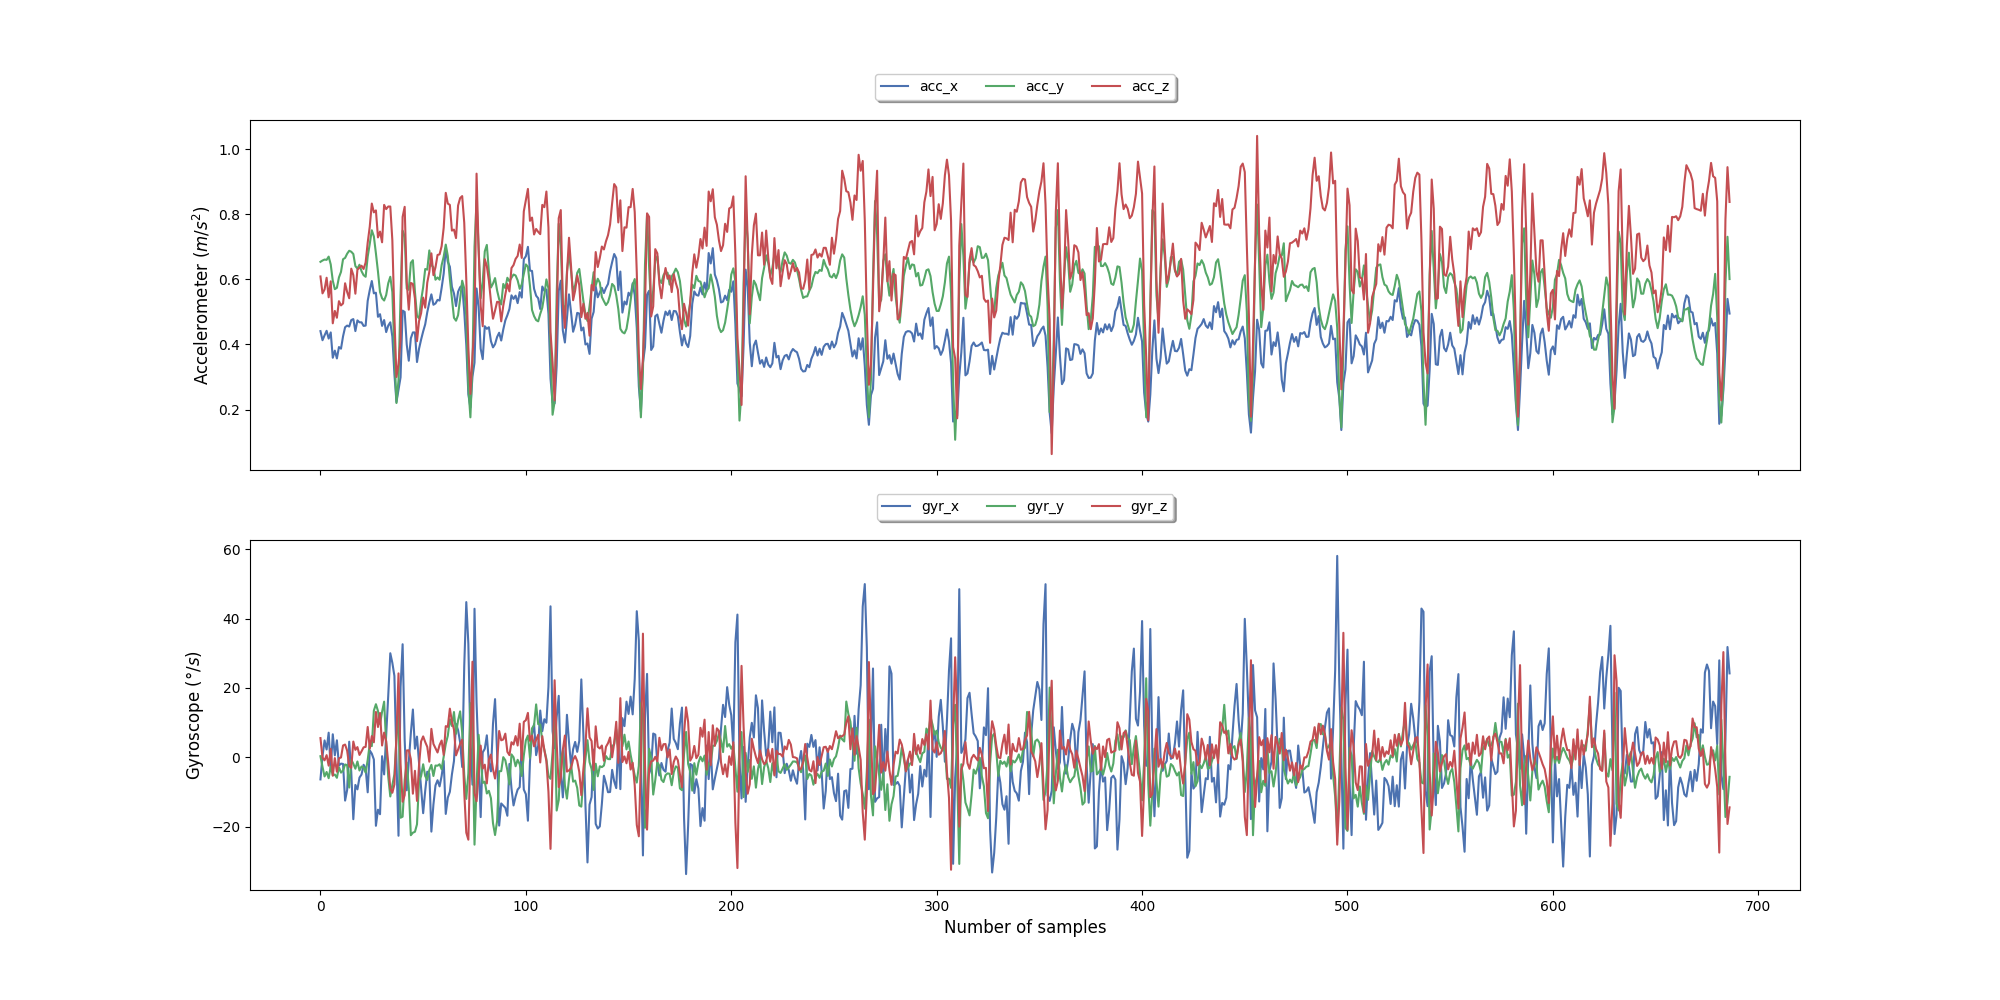 acc_x acc_y acc_z
1.0
0.8
0.6
0.4
0.2
Accelerometer (m/s²)
gyr_x gyr_y gyr_z
60
40
20
0
−20
Gyroscope (°/s)
0 100 200 300 400 500 600 700
Number of samples